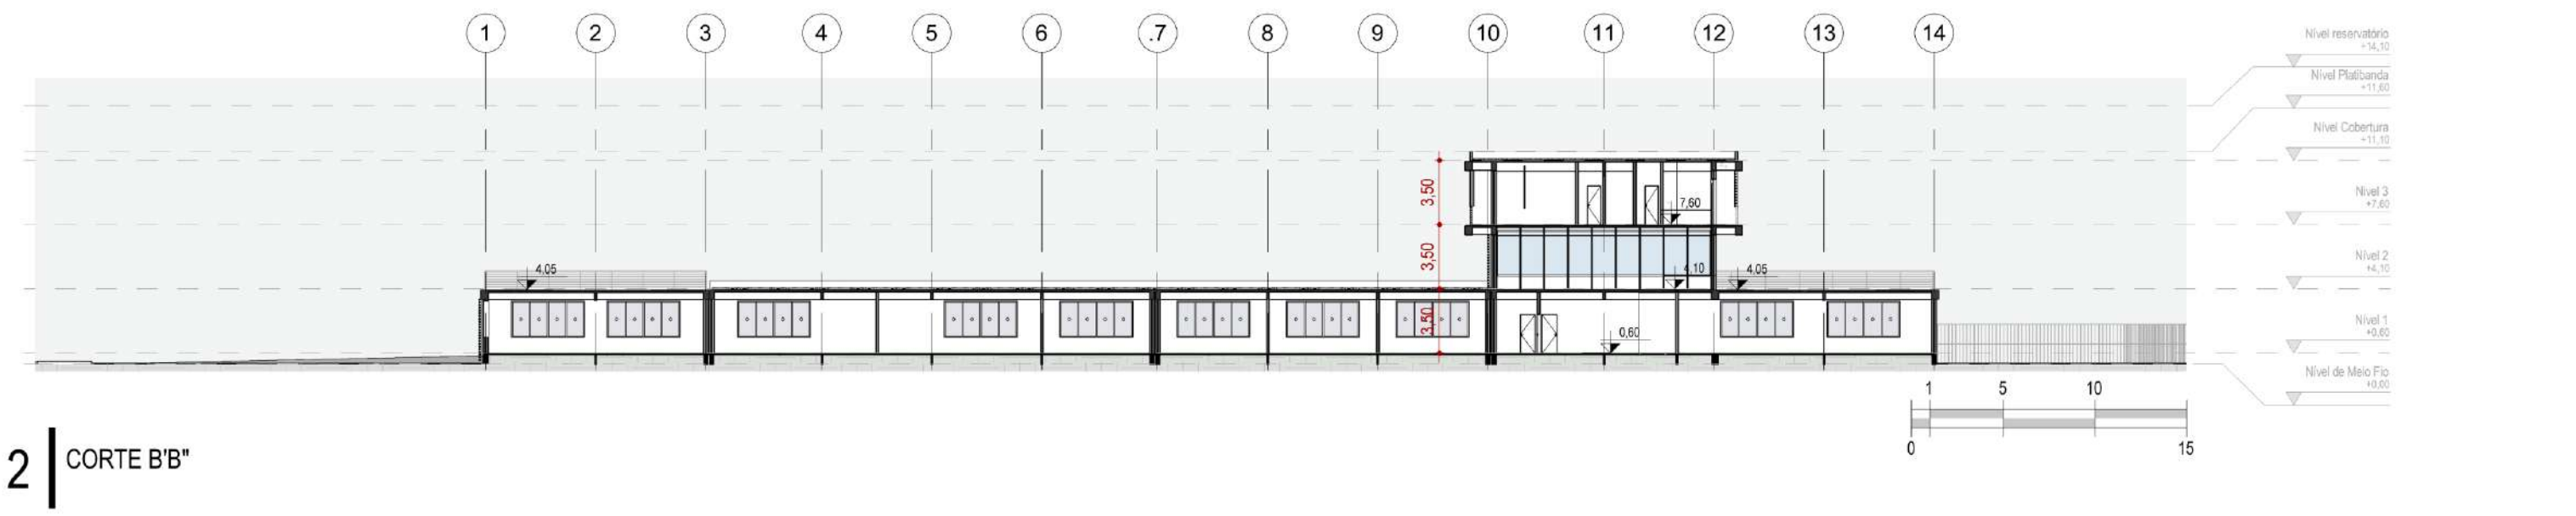 1 2 3 4 5 6 .7 8 9 10 11 12 13 14
Nível reservatório
+14,10
Nível Platibanda
+11,60
Nível Cobertura
+11,10
Nível 3
+7,60
Nível 2
+4,10
Nível 1
+0,60
Nível de Meio Fio
+0,00
3,50
7,60
3,50
4,05
4,10
4,05
3,50
0,60
1 5 10
0 15
2
CORTE B'B"